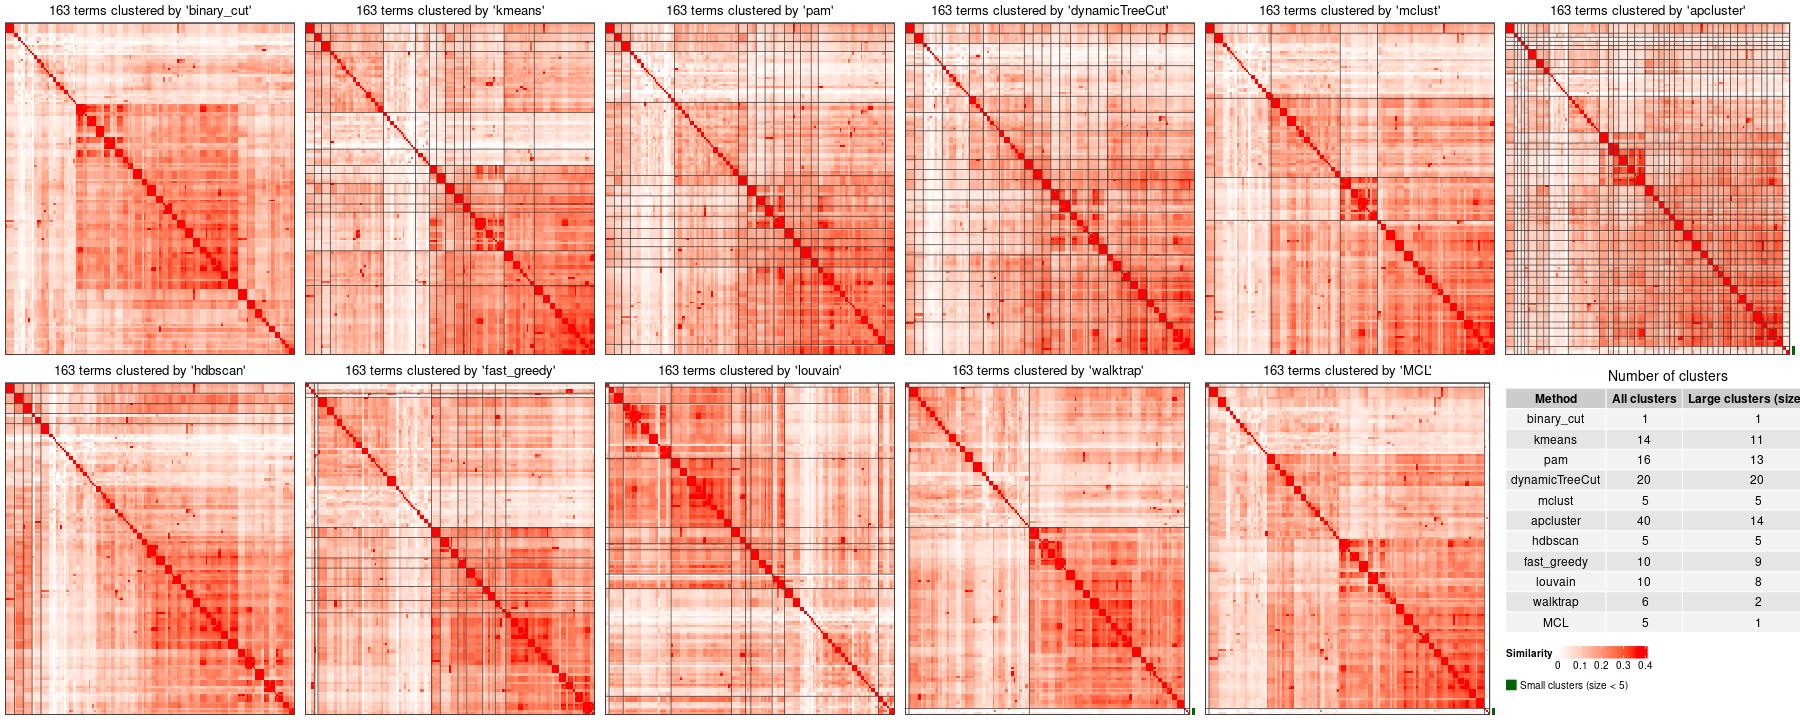 163 terms clustered by 'binary_cut'
163 terms clustered by 'kmeans'
163 terms clustered by 'pam'
163 terms clustered by 'dynamicTreeCut'
163 terms clustered by 'mclust'
163 terms clustered by 'apcluster'
163 terms clustered by 'hdbscan'
163 terms clustered by 'fast_greedy'
163 terms clustered by 'louvain'
163 terms clustered by 'walktrap'
163 terms clustered by 'MCL'
Number of clusters
Method All clusters Large clusters (size
binary_cut 1 1
kmeans 14 11
pam 16 13
dynamicTreeCut 20 20
mclust 5 5
apcluster 40 14
hdbscan 5 5
fast_greedy 10 9
louvain 10 8
walktrap 6 2
MCL 5 1
Similarity
0 0.1 0.2 0.3 0.4
Small clusters (size < 5)